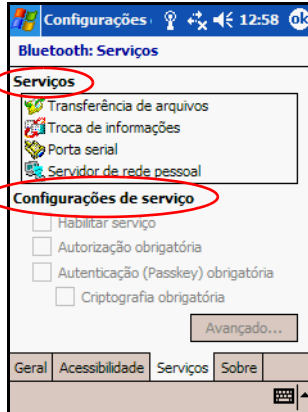 Configurações 12:58 ok
Bluetooth: Serviços
Serviços
Transferência de arquivos
Troca de informações
Porta serial
Servidor de rede pessoal
Configurações de serviço
Habilitar serviço
Autorização obrigatória
Autenticação (Passkey) obrigatória
Criptografia obrigatória
Avançado...
Geral Acessibilidade Serviços Sobre